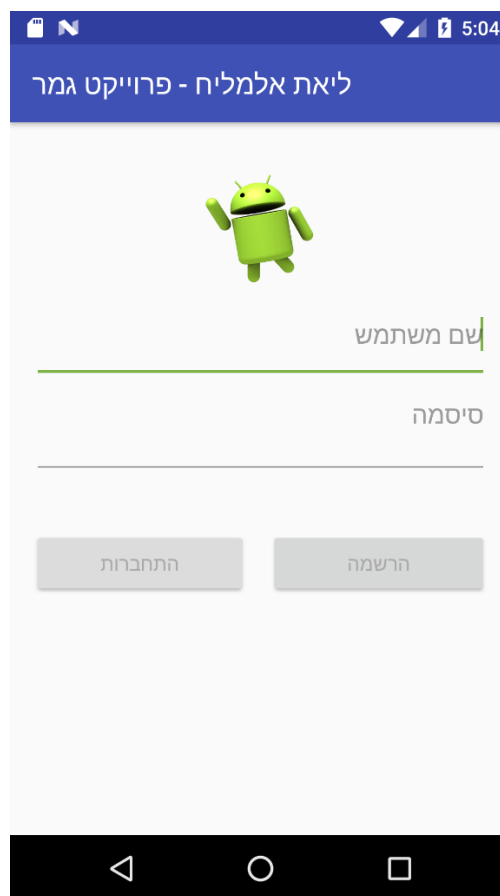 5:04
ליאת אלמליח - פרוייקט גמר
שם משתמש
סיסמה
הרשמה
התחברות